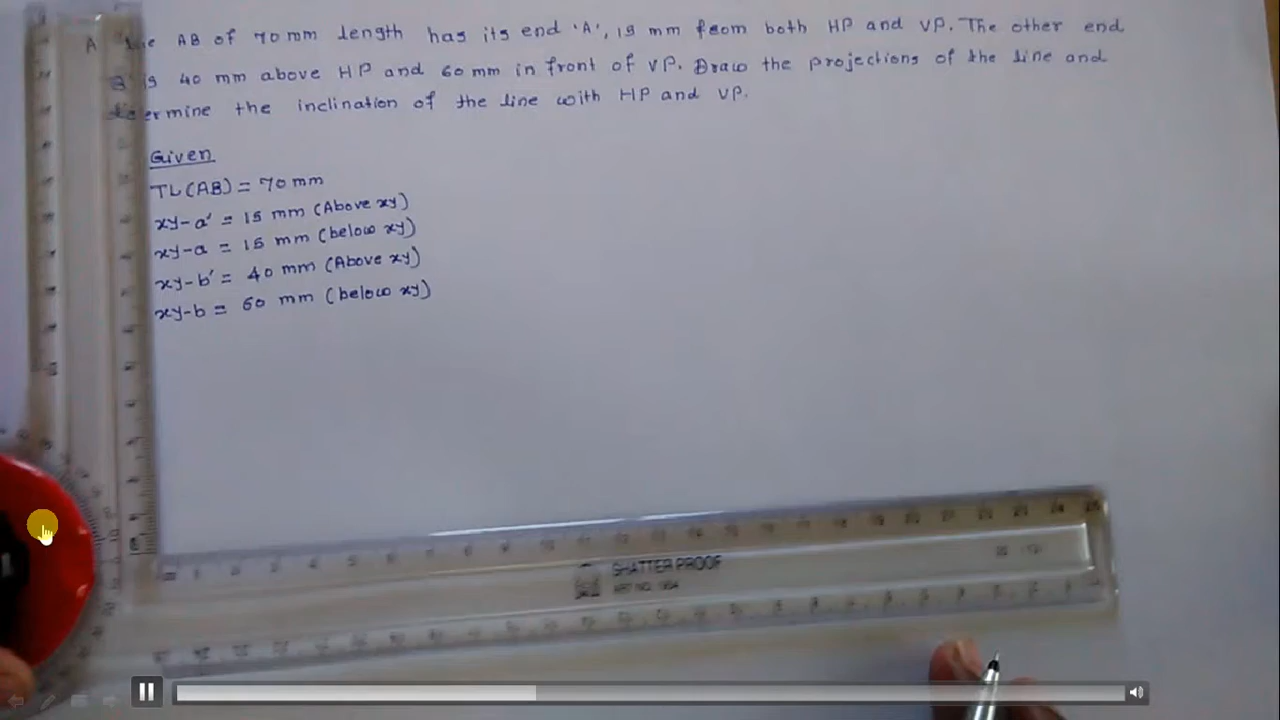 A line AB of 70 mm length has its end 'A', 15 mm from both HP and VP. The other end
'B' is 40 mm above HP and 60 mm in front of VP. Draw the projections of the line and
determine the inclination of the line with HP and VP.
Given
TL(AB) = 70 mm
xy-a' = 15 mm (Above xy)
xy-a = 15 mm (below xy)
xy-b' = 40 mm (Above xy)
xy-b = 60 mm (below xy)
SHATTER PROOF